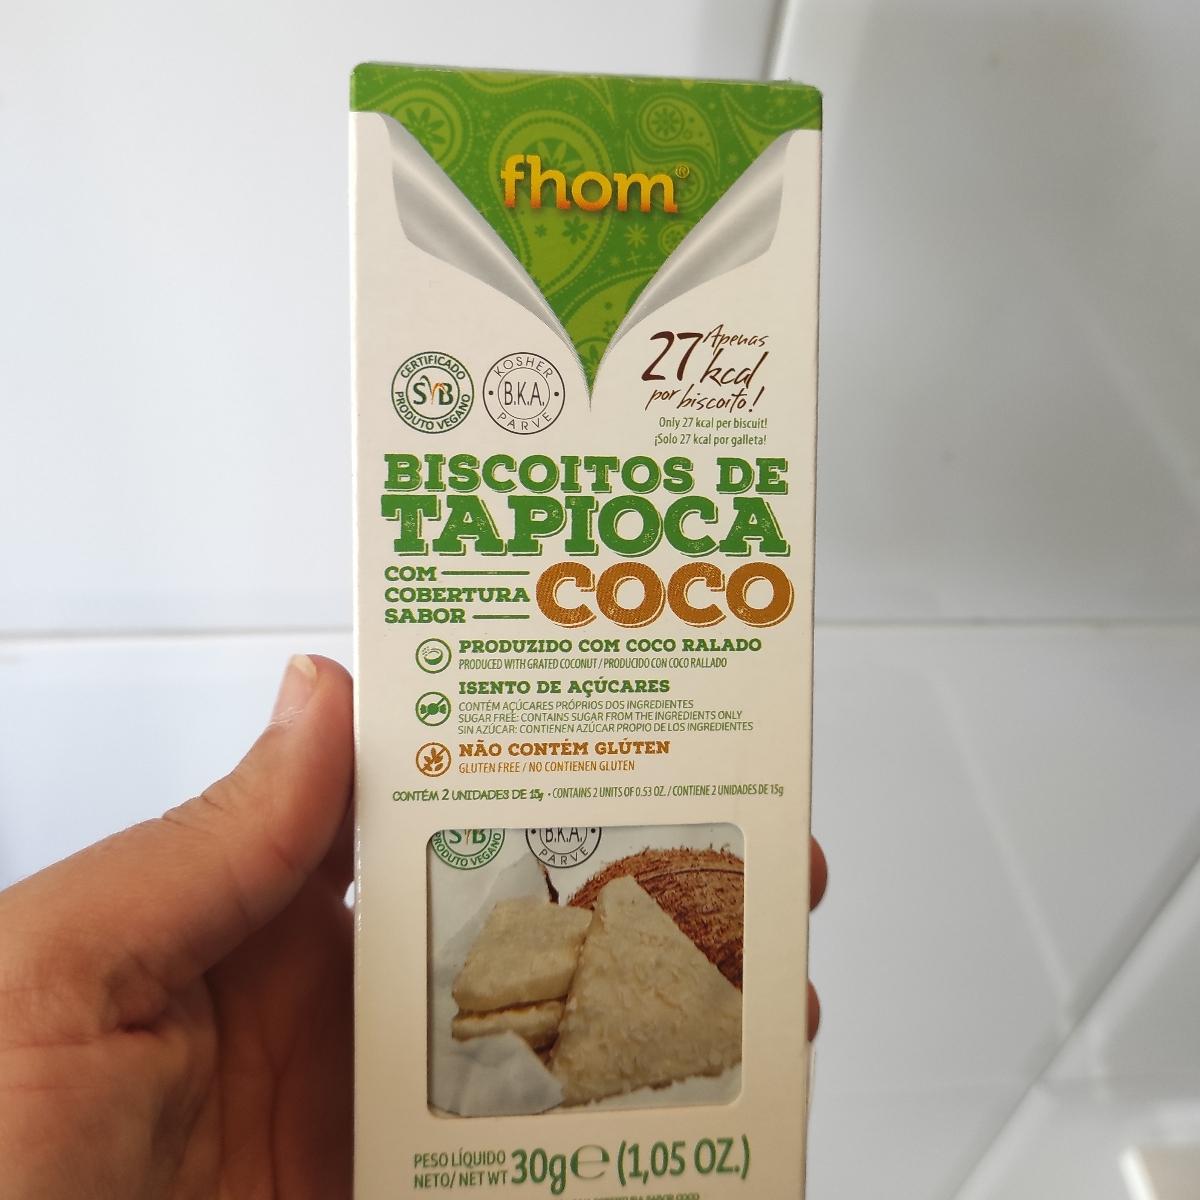 fhom®
CERTIFICADO
SVB
PRODUTO VEGANO
KOSHER
B.K.A.
PARVE
Apenas
27 kcal
por biscoito!
Only 27 kcal per biscuit!
¡Solo 27 kcal por galleta!
BISCOITOS DE
TAPIOCA
COM
COBERTURA
SABOR
COCO
PRODUZIDO COM COCO RALADO
PRODUCED WITH GRATED COCONUT / PRODUCIDO CON COCO RALLADO
ISENTO DE AÇÚCARES
CONTÉM AÇÚCARES PRÓPRIOS DOS INGREDIENTES
SUGAR FREE: CONTAINS SUGAR FROM THE INGREDIENTS ONLY
SIN AZÚCAR: CONTIENEN AZÚCAR PROPIO DE LOS INGREDIENTES
NÃO CONTÉM GLÚTEN
GLUTEN FREE / NO CONTIENEN GLUTEN
CONTÉM 2 UNIDADES DE 15g • CONTAINS 2 UNITS OF 0.53 OZ. / CONTIENE 2 UNIDADES DE 15g
SVB
PRODUTO VEGANO
B.K.A.
PARVE
PESO LÍQUIDO
NETO/ NET WT 30g ℮ (1,05 OZ.)
COBERTURA SABOR COCO